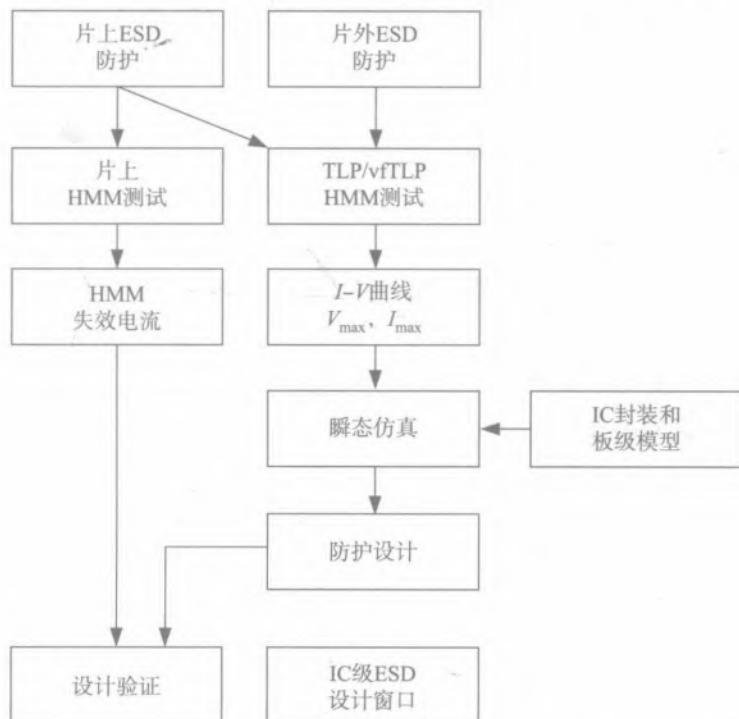 片上ESD
防护
片外ESD
防护
片上
HMM测试
TLP/vfTLP
HMM测试
HMM
失效电流
I–V曲线
Vmax, Imax
瞬态仿真
IC封装和
板级模型
防护设计
设计验证
IC级ESD
设计窗口